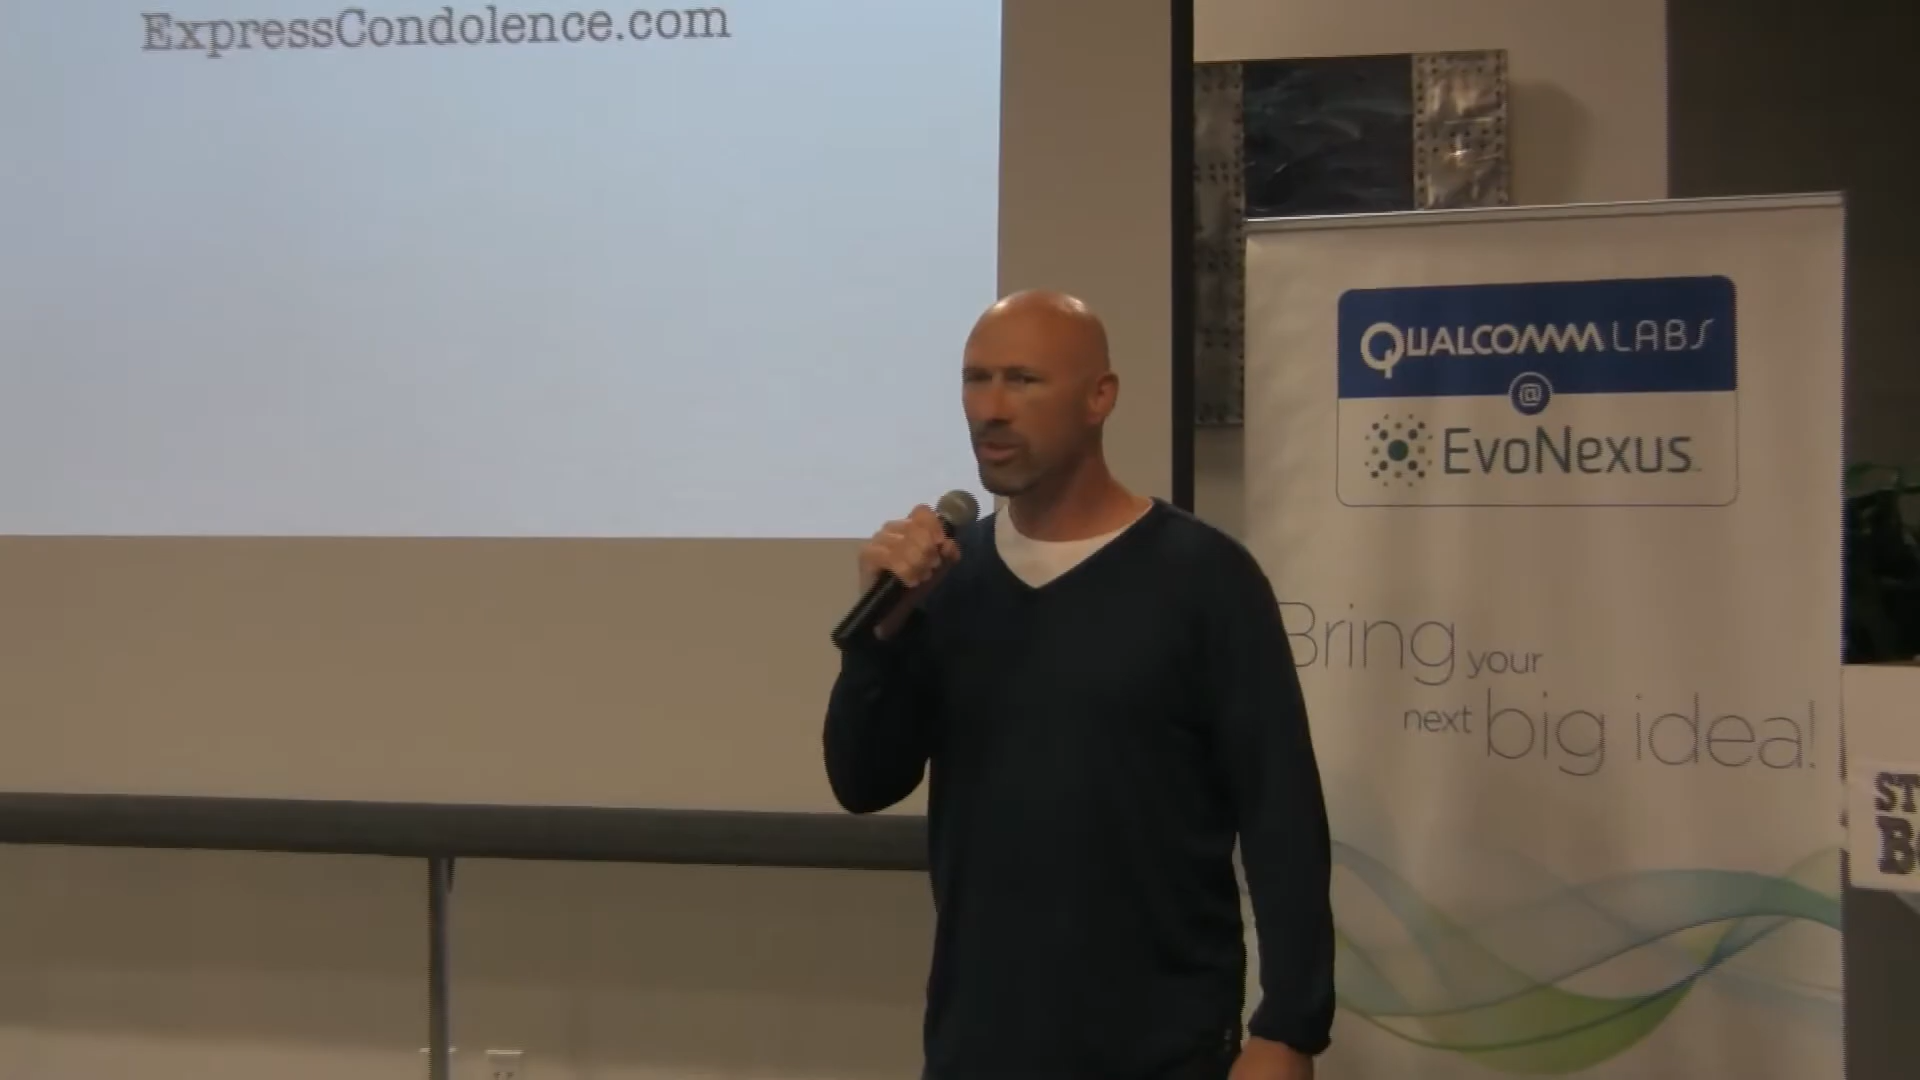 ExpressCondolence.com
QUALCOMM LABS
@
EvoNexus
Bring your
next big idea!